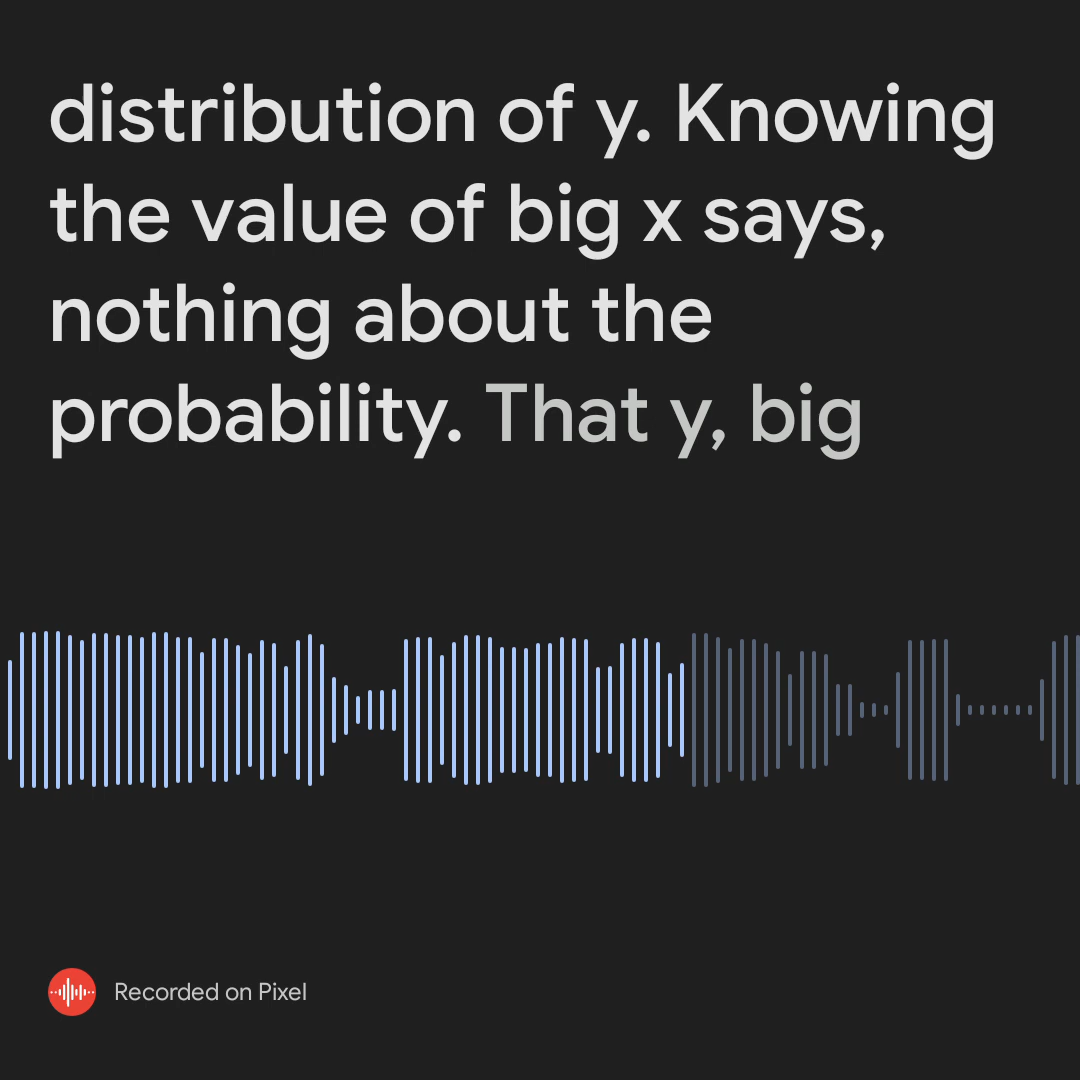 distribution of y. Knowing
the value of big x says,
nothing about the
probability. That y, big
Recorded on Pixel